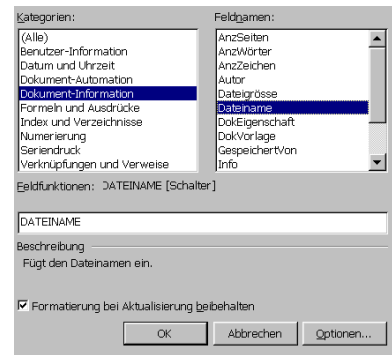 Kategorien:
Feldnamen:
(Alle)
Benutzer-Information
Datum und Uhrzeit
Dokument-Automation
Dokument-Information
Formeln und Ausdrücke
Index und Verzeichnisse
Numerierung
Seriendruck
Verknüpfungen und Verweise
AnzSeiten
AnzWörter
AnzZeichen
Autor
Dateigrösse
Dateiname
DokEigenschaft
DokVorlage
GespeichertVon
Info
Feldfunktionen: DATEINAME [Schalter]
DATEINAME
Beschreibung
Fügt den Dateinamen ein.
Formatierung bei Aktualisierung beibehalten
OK Abbrechen Optionen...